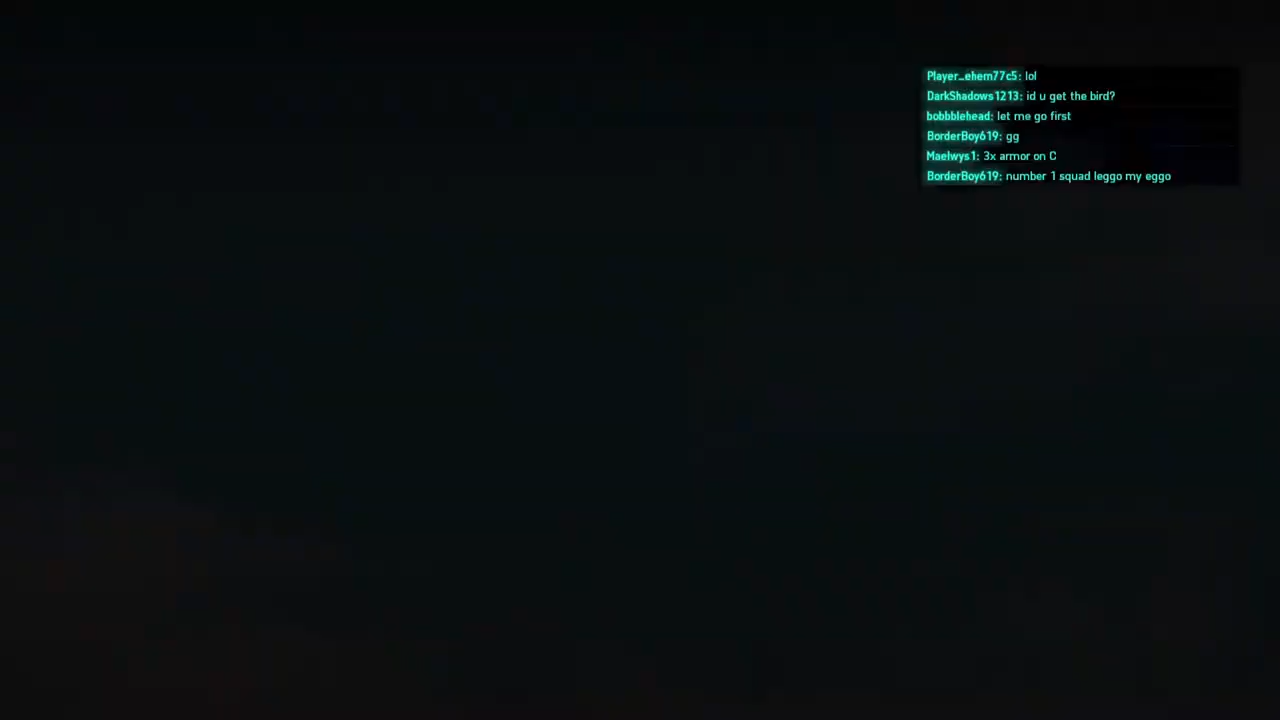 Player_ehem77c5: lol
DarkShadows1213: id u get the bird?
bobbblehead: let me go first
BorderBoy619: gg
Maelwys1: 3x armor on C
BorderBoy619: number 1 squad leggo my eggo